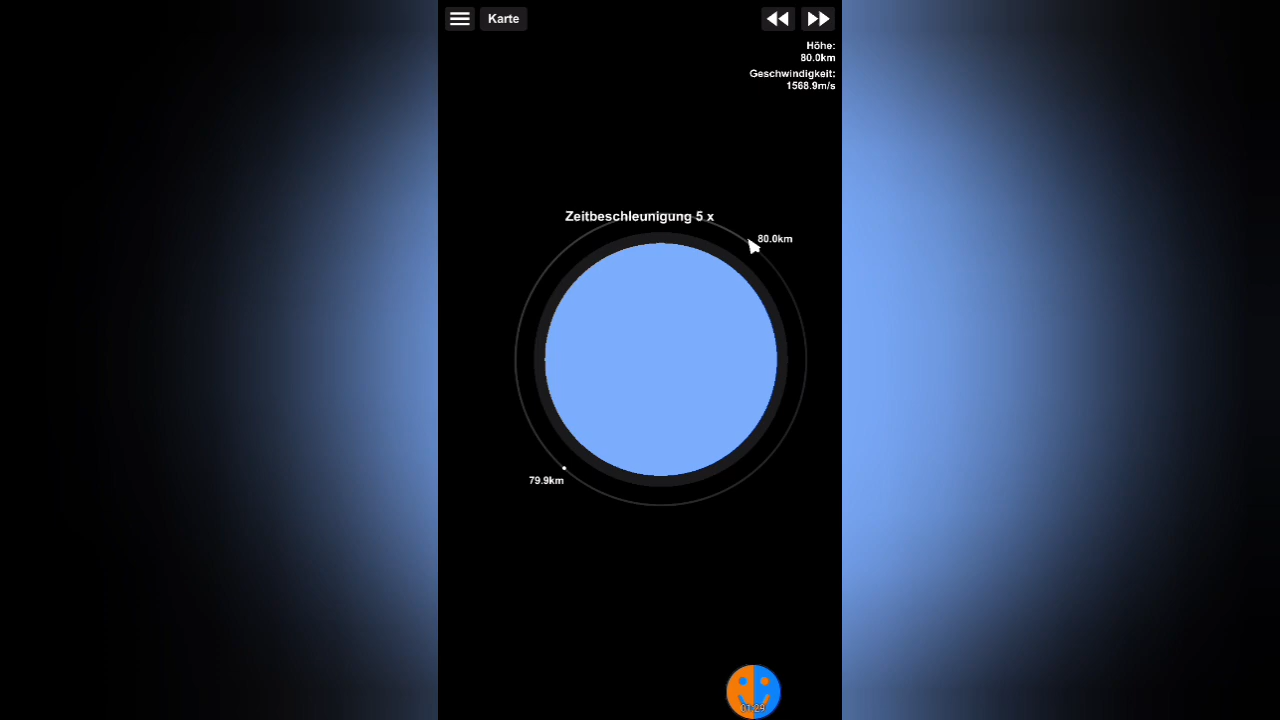 Karte
Höhe:
80.0km
Geschwindigkeit:
1568.9m/s
Zeitbeschleunigung 5 x
80.0km
79.9km